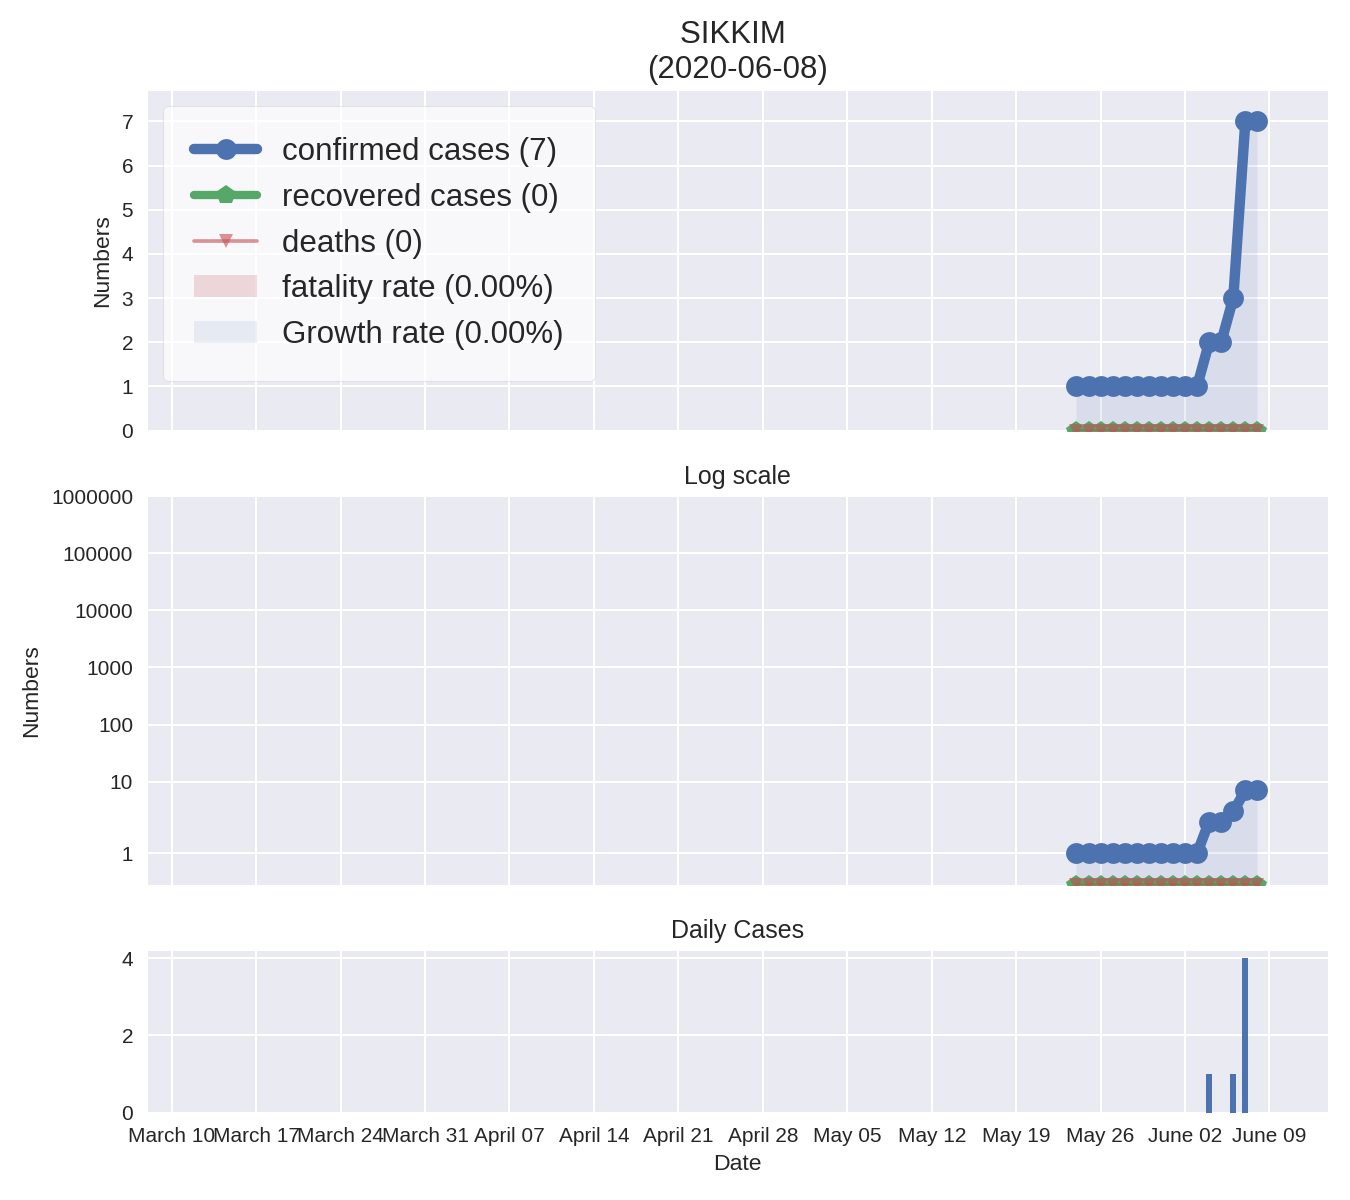 SIKKIM
(2020-06-08)
7
6
5
4
3
2
1
0
Numbers
confirmed cases (7)
recovered cases (0)
deaths (0)
fatality rate (0.00%)
Growth rate (0.00%)
Log scale
1000000
100000
10000
1000
100
10
1
Numbers
Daily Cases
4
2
0
March 10 March 17 March 24 March 31 April 07 April 14 April 21 April 28 May 05 May 12 May 19 May 26 June 02 June 09
Date